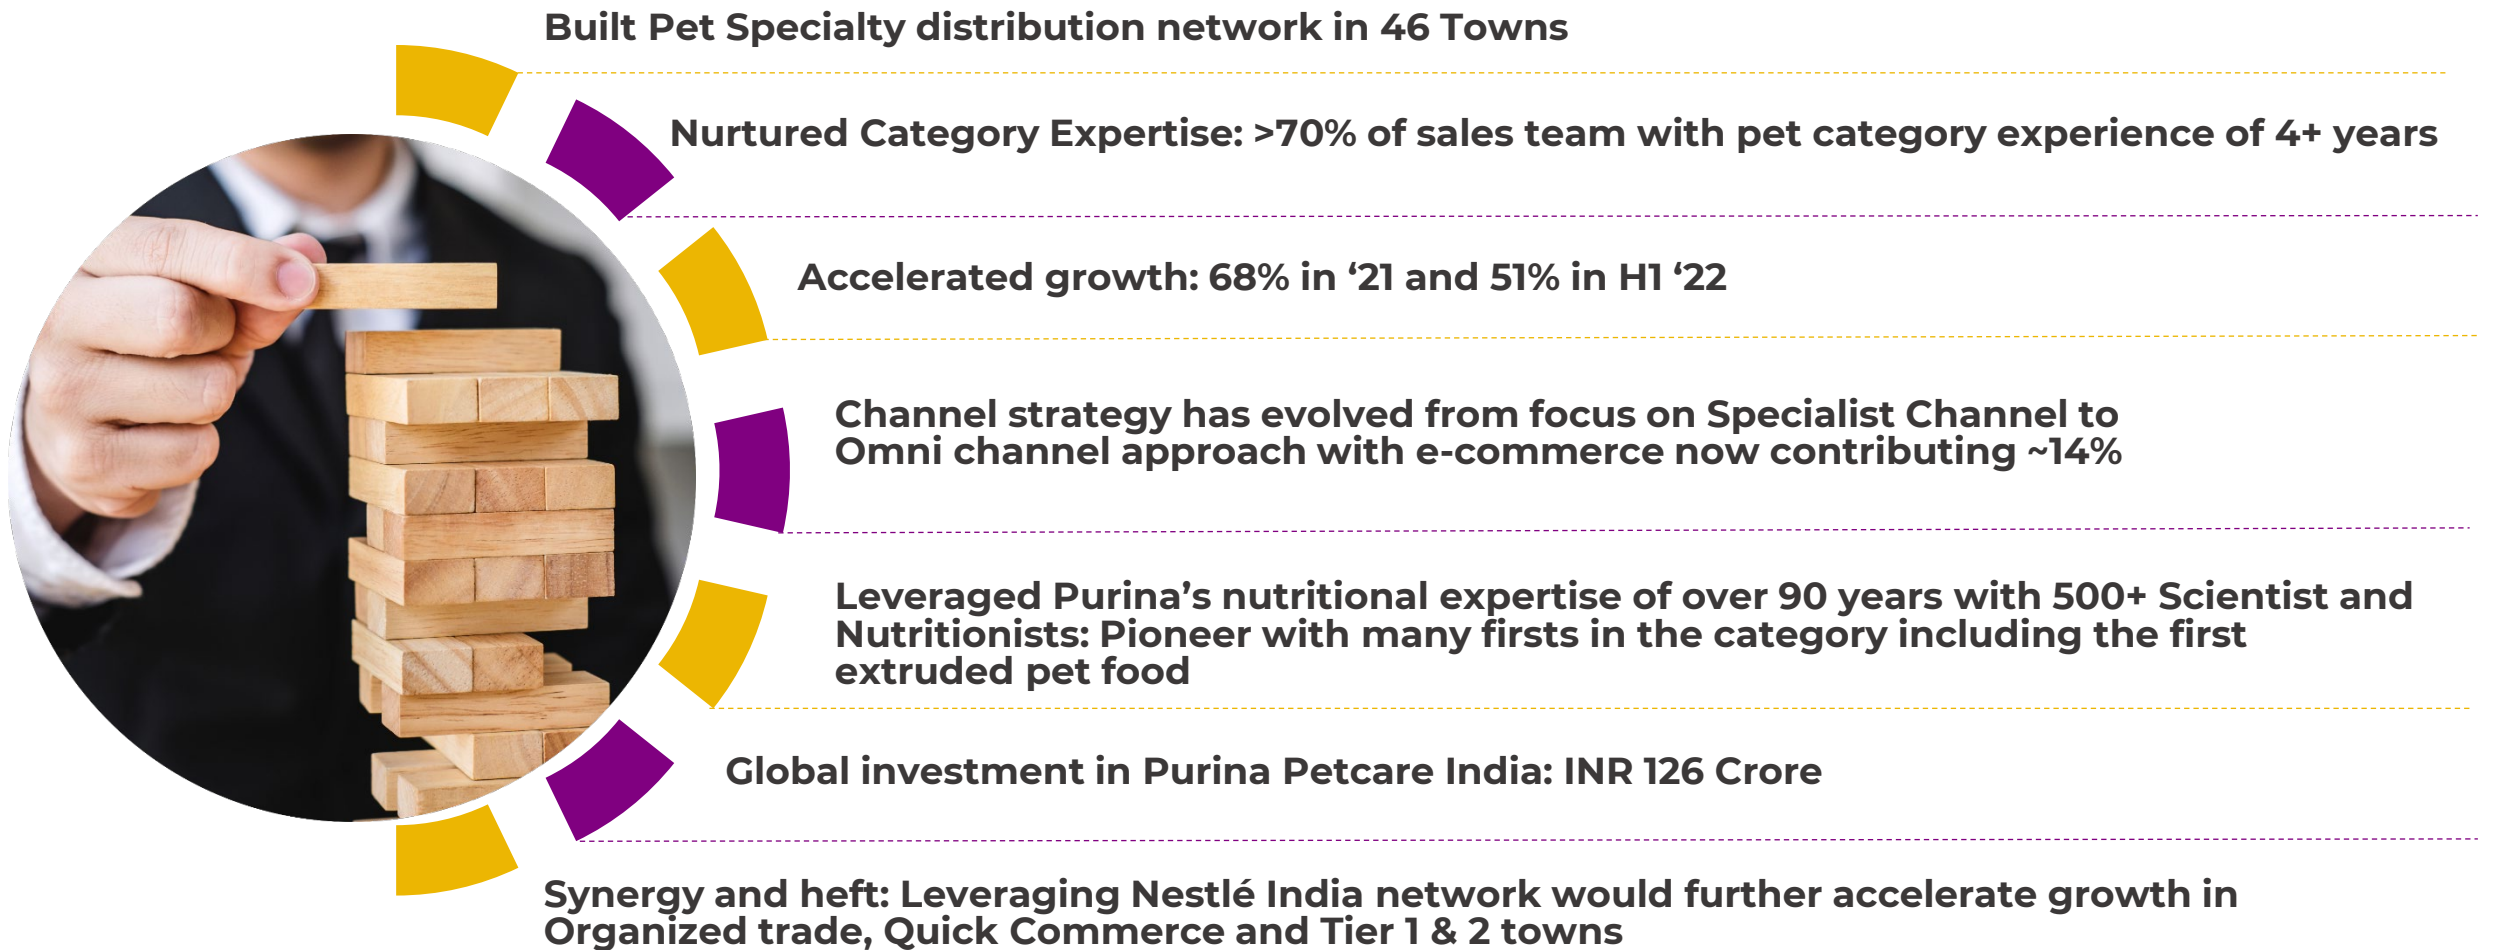 Built Pet Specialty distribution network in 46 Towns
Nurtured Category Expertise: >70% of sales team with pet category experience of 4+ years
Accelerated growth: 68% in ‘21 and 51% in H1 ‘22
Channel strategy has evolved from focus on Specialist Channel to
Omni channel approach with e-commerce now contributing ~14%
Leveraged Purina’s nutritional expertise of over 90 years with 500+ Scientist and
Nutritionists: Pioneer with many firsts in the category including the first
extruded pet food
Global investment in Purina Petcare India: INR 126 Crore
Synergy and heft: Leveraging Nestlé India network would further accelerate growth in
Organized trade, Quick Commerce and Tier 1 & 2 towns